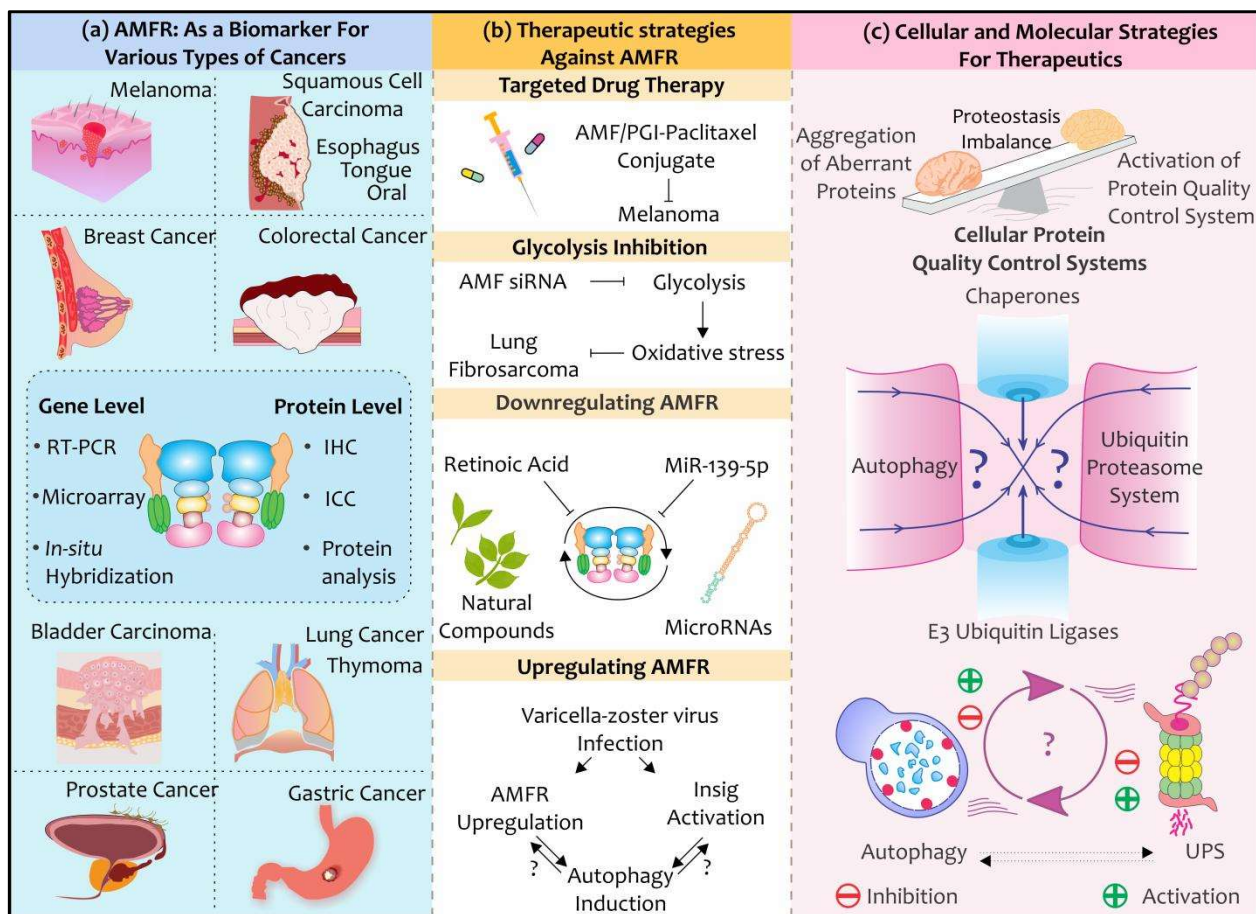 (a) AMFR: As a Biomarker For
Various Types of Cancers
Melanoma
Squamous Cell
Carcinoma
Esophagus
Tongue
Oral
Breast Cancer
Colorectal Cancer
Gene Level
• RT-PCR
• Microarray
• In-situ
Hybridization
Protein Level
• IHC
• ICC
• Protein
analysis
Bladder Carcinoma
Lung Cancer
Thymoma
Prostate Cancer
Gastric Cancer
(b) Therapeutic strategies
Against AMFR
Targeted Drug Therapy
AMF/PGI-Paclitaxel
Conjugate
Melanoma
Glycolysis Inhibition
AMF siRNA
Glycolysis
Lung
Fibrosarcoma
Oxidative stress
Downregulating AMFR
Retinoic Acid
MiR-139-5p
Natural
Compounds
MicroRNAs
Upregulating AMFR
Varicella-zoster virus
Infection
AMFR
Upregulation
Insig
Activation
?
?
Autophagy
Induction
(c) Cellular and Molecular Strategies
For Therapeutics
Proteostasis
Imbalance
Aggregation
of Aberrant
Proteins
Activation of
Protein Quality
Control System
Cellular Protein
Quality Control Systems
Chaperones
Autophagy
?
?
Ubiquitin
Proteasome
System
E3 Ubiquitin Ligases
?
Autophagy
UPS
Inhibition
Activation